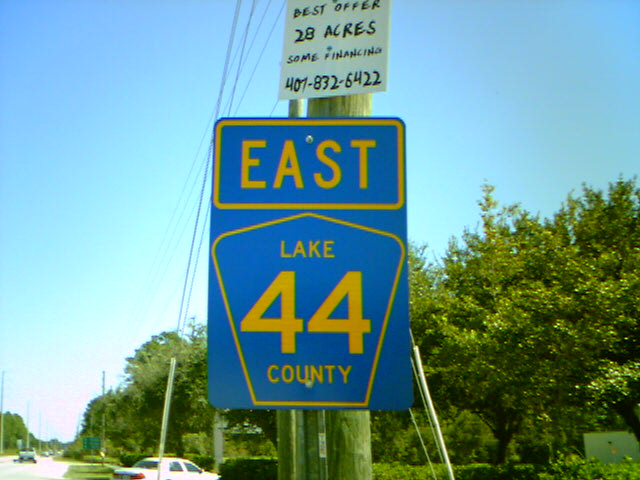 BEST OFFER
28 ACRES
SOME FINANCING
407-832-6422
EAST
LAKE
44
COUNTY